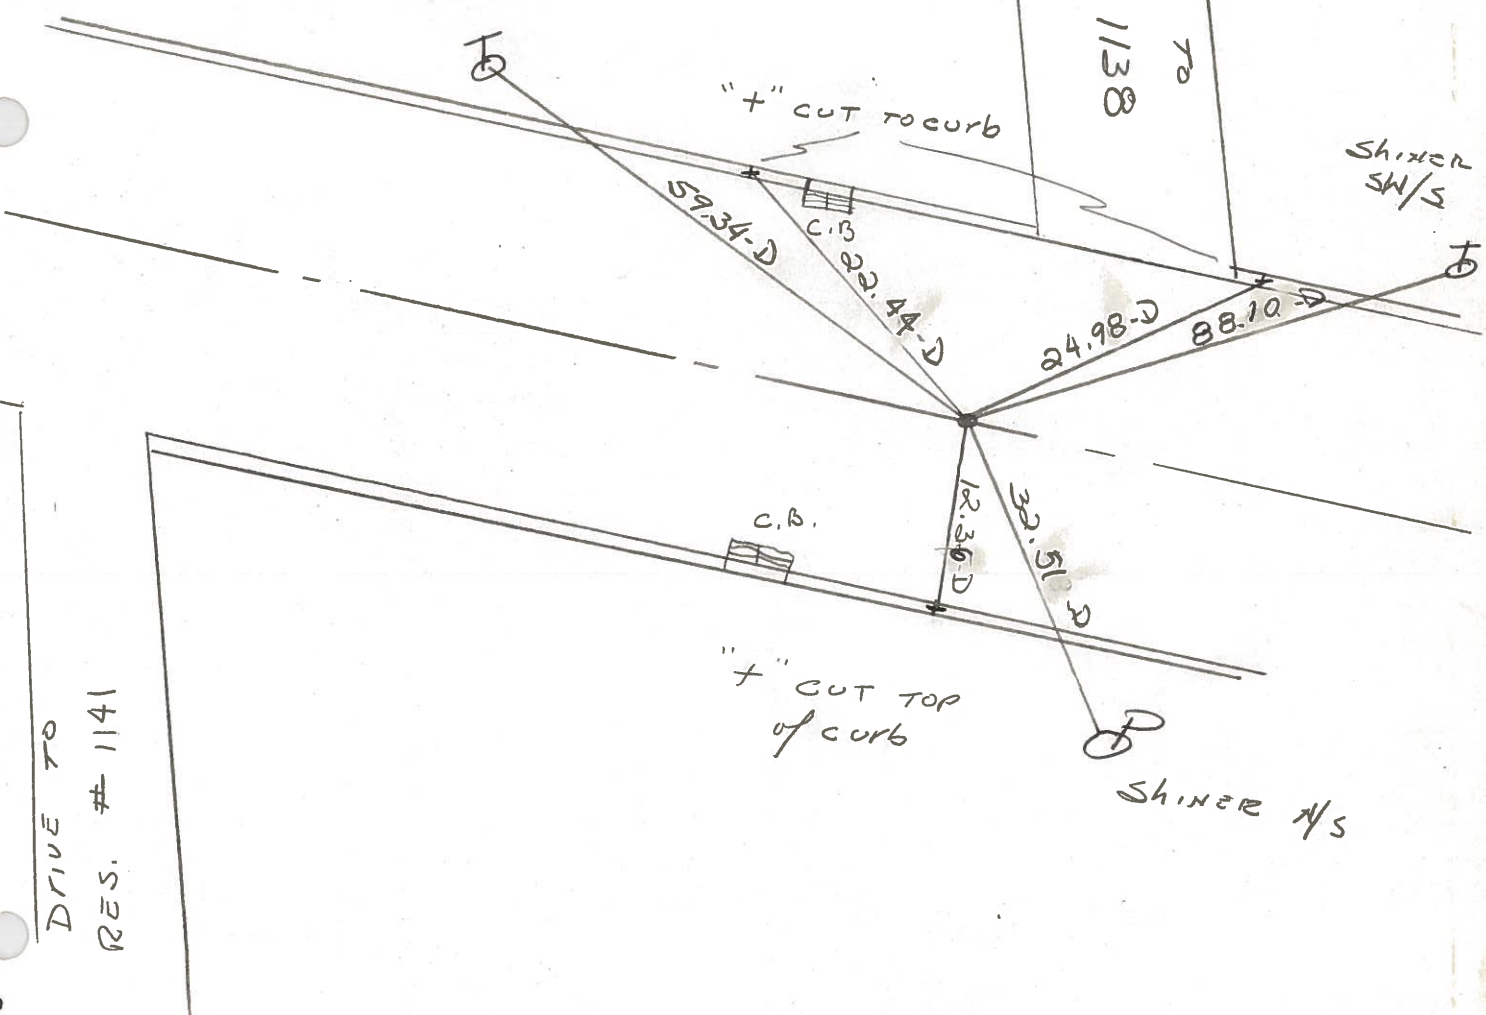 TO
1138
"+" CUT TO curb
ShinER
SW/S
59.34-D
C.B
22.44-D
24.98-D
88.10-D
C.B.
12.36-D
32.51 D
"+" CUT TOP
of curb
ShiNER N/S
DrIVE TO
RES. # 1141